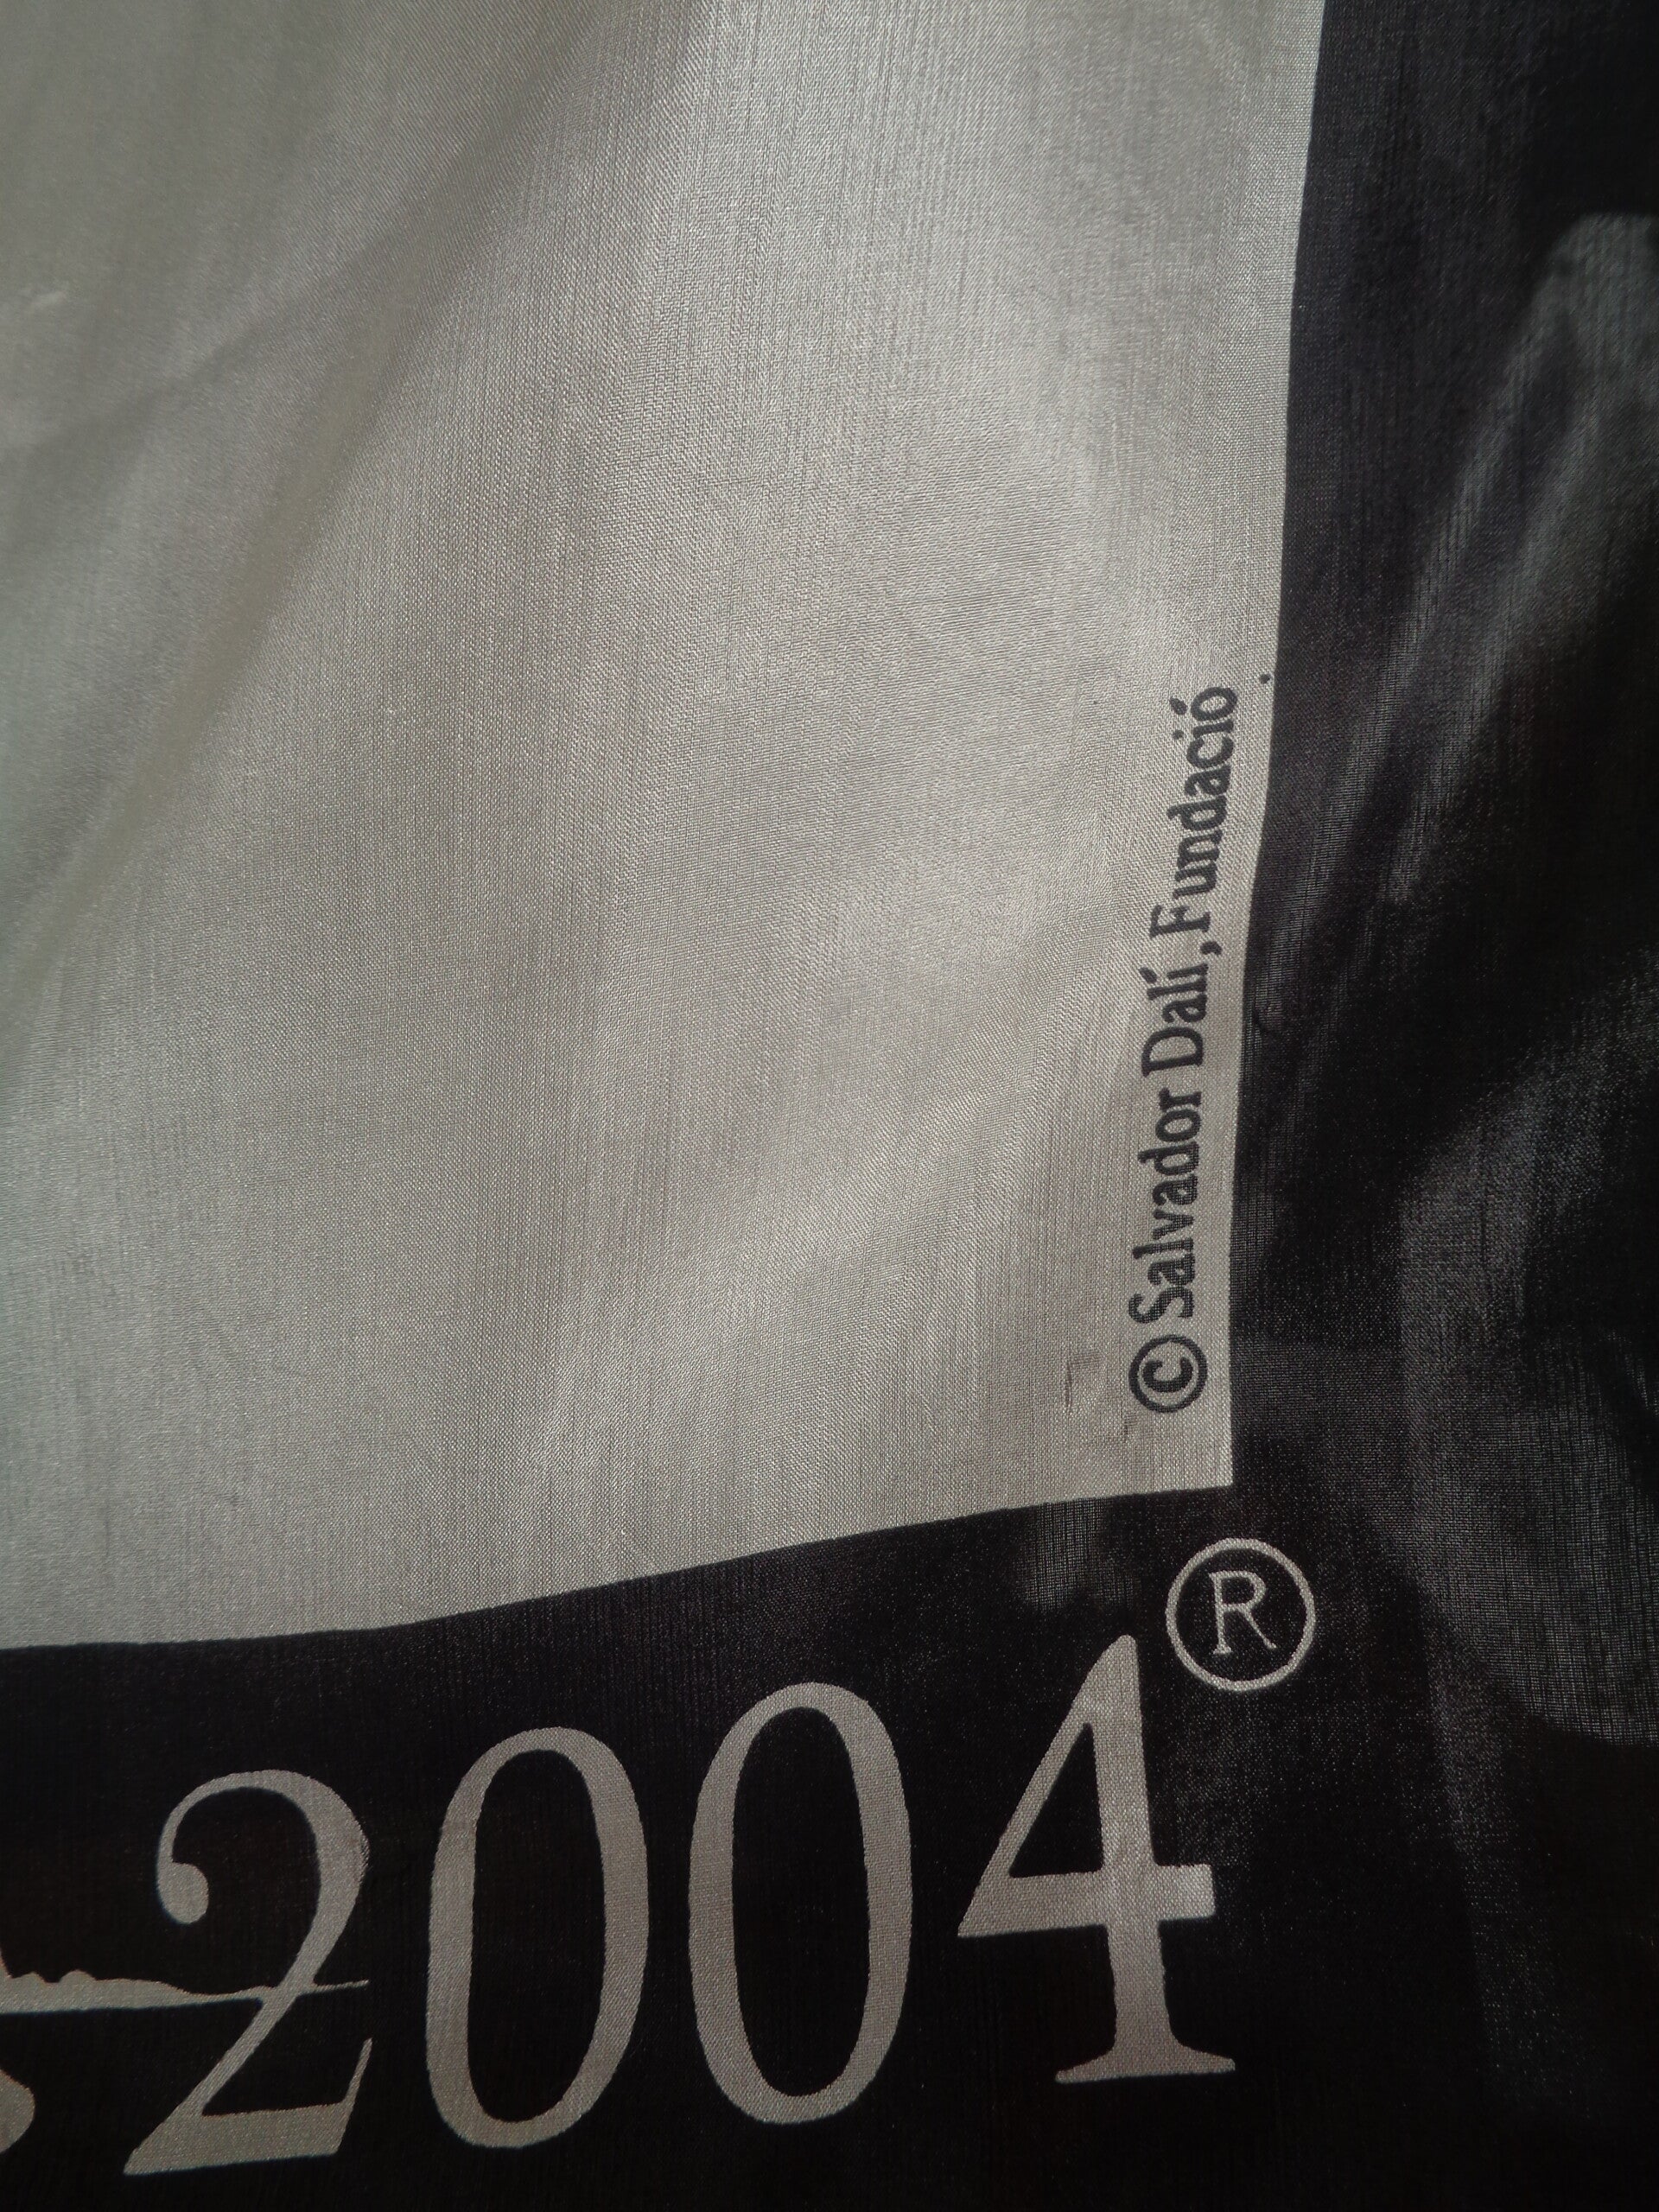 © Salvador Dalí, Fundació
2004 ®